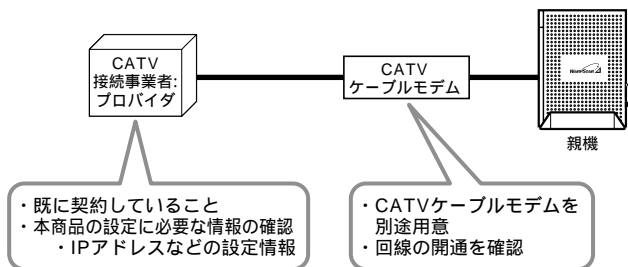 CATV
接続事業者:
プロバイダ
CATV
ケーブルモデム
WARPSTAR Δ
親機
・既に契約していること
・本商品の設定に必要な情報の確認
・IPアドレスなどの設定情報
・CATVケーブルモデムを
別途用意
・回線の開通を確認